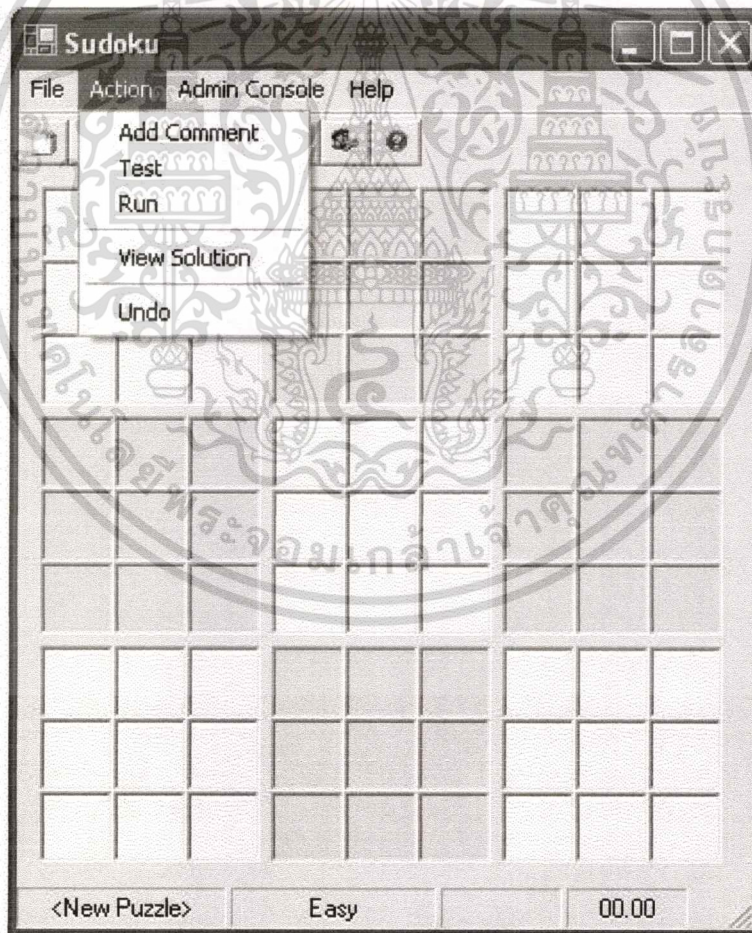 Sudoku
File Action Admin Console Help
Add Comment
Test
Run
View Solution
Undo
<New Puzzle> Easy 00.00